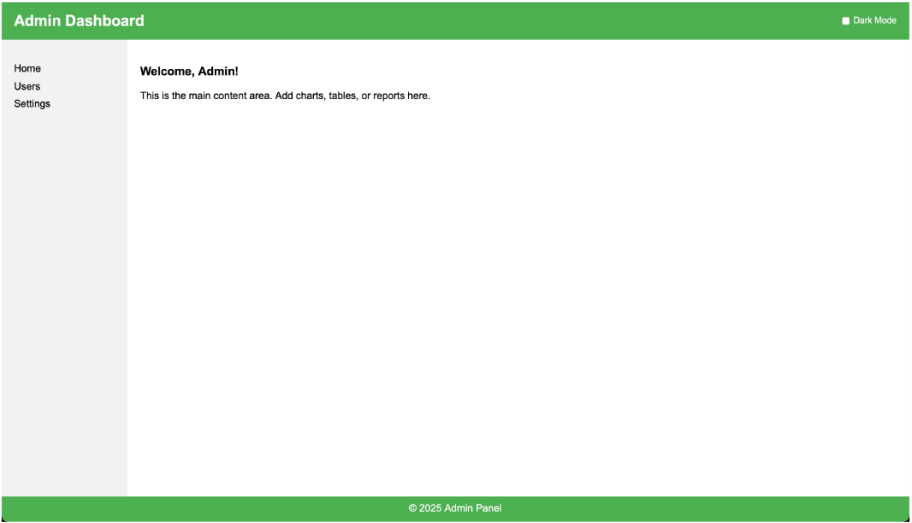 Admin Dashboard
Dark Mode
Home
Users
Settings
Welcome, Admin!
This is the main content area. Add charts, tables, or reports here.
© 2025 Admin Panel